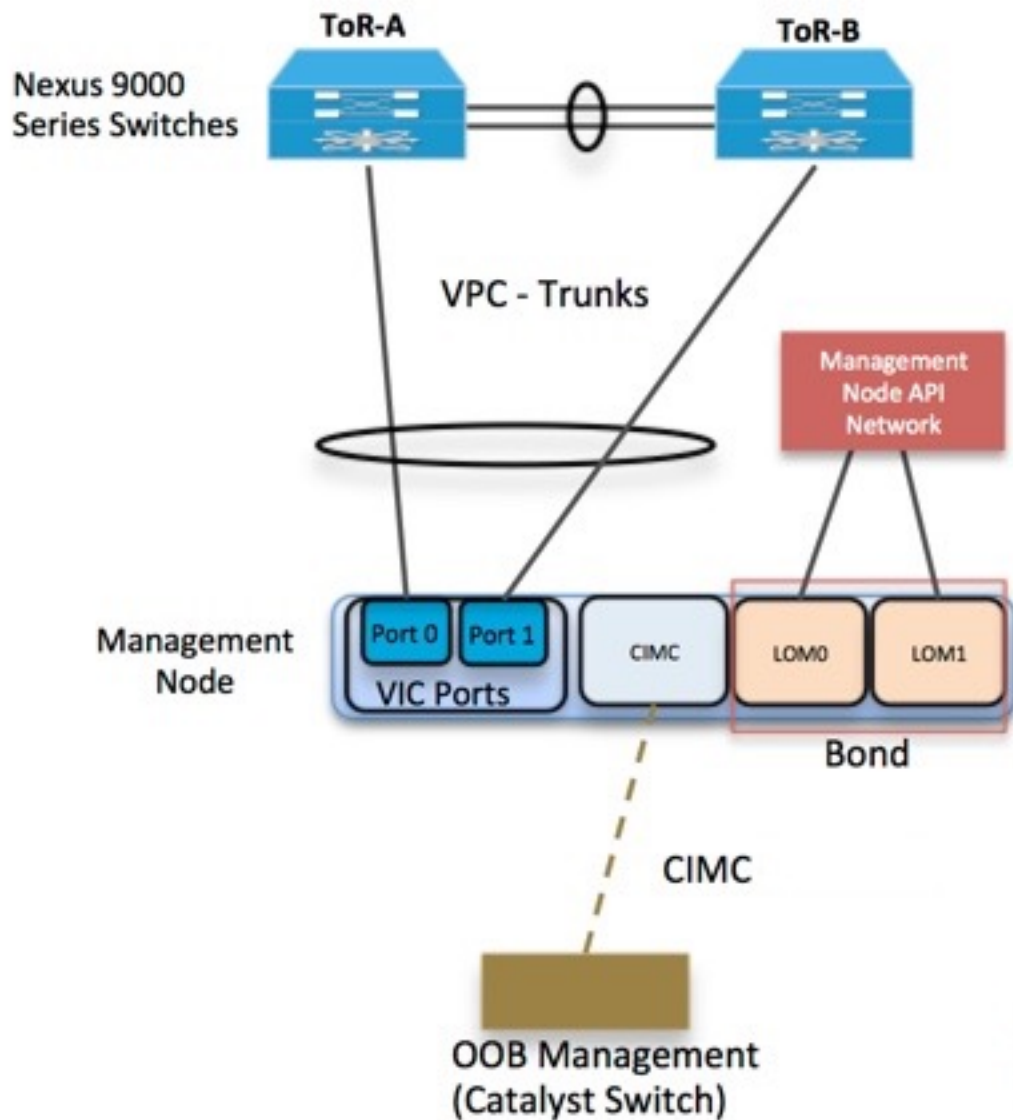 ToR-A
ToR-B
Nexus 9000
Series Switches
VPC - Trunks
Management
Node API
Network
Management
Node
Port 0
Port 1
VIC Ports
CIMC
LOM0
LOM1
Bond
CIMC
OOB Management
(Catalyst Switch)